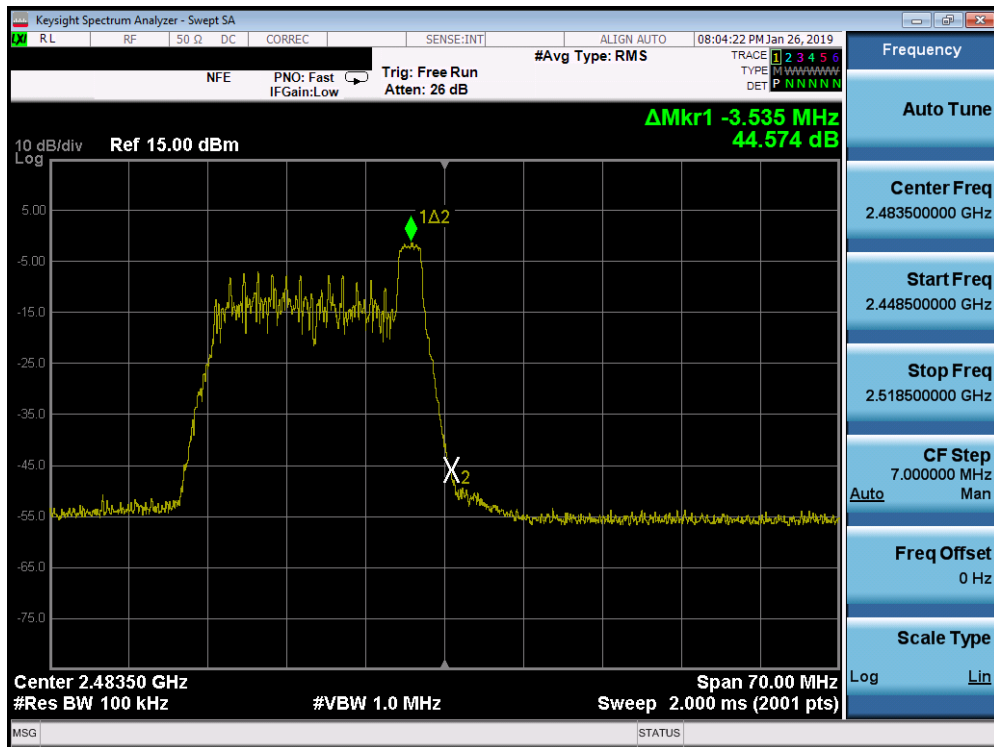 Keysight Spectrum Analyzer - Swept SA
LXI RL RF 50 Ω DC CORREC SENSE:INT ALIGN AUTO 08:04:22 PM Jan 26, 2019
#Avg Type: RMS TRACE 1 2 3 4 5 6
NFE PNO: Fast Trig: Free Run TYPE M W W W W W
IFGain:Low Atten: 26 dB DET P N N N N N
ΔMkr1 -3.535 MHz
44.574 dB
10 dB/div Ref 15.00 dBm
Log
5.00
1Δ2
-5.00
-15.0
-25.0
-35.0
-45.0
X2
-55.0
-65.0
-75.0
Center 2.48350 GHz Span 70.00 MHz
#Res BW 100 kHz #VBW 1.0 MHz Sweep 2.000 ms (2001 pts)
MSG STATUS
Frequency
Auto Tune
Center Freq
2.483500000 GHz
Start Freq
2.448500000 GHz
Stop Freq
2.518500000 GHz
CF Step
7.000000 MHz
Auto Man
Freq Offset
0 Hz
Scale Type
Log Lin